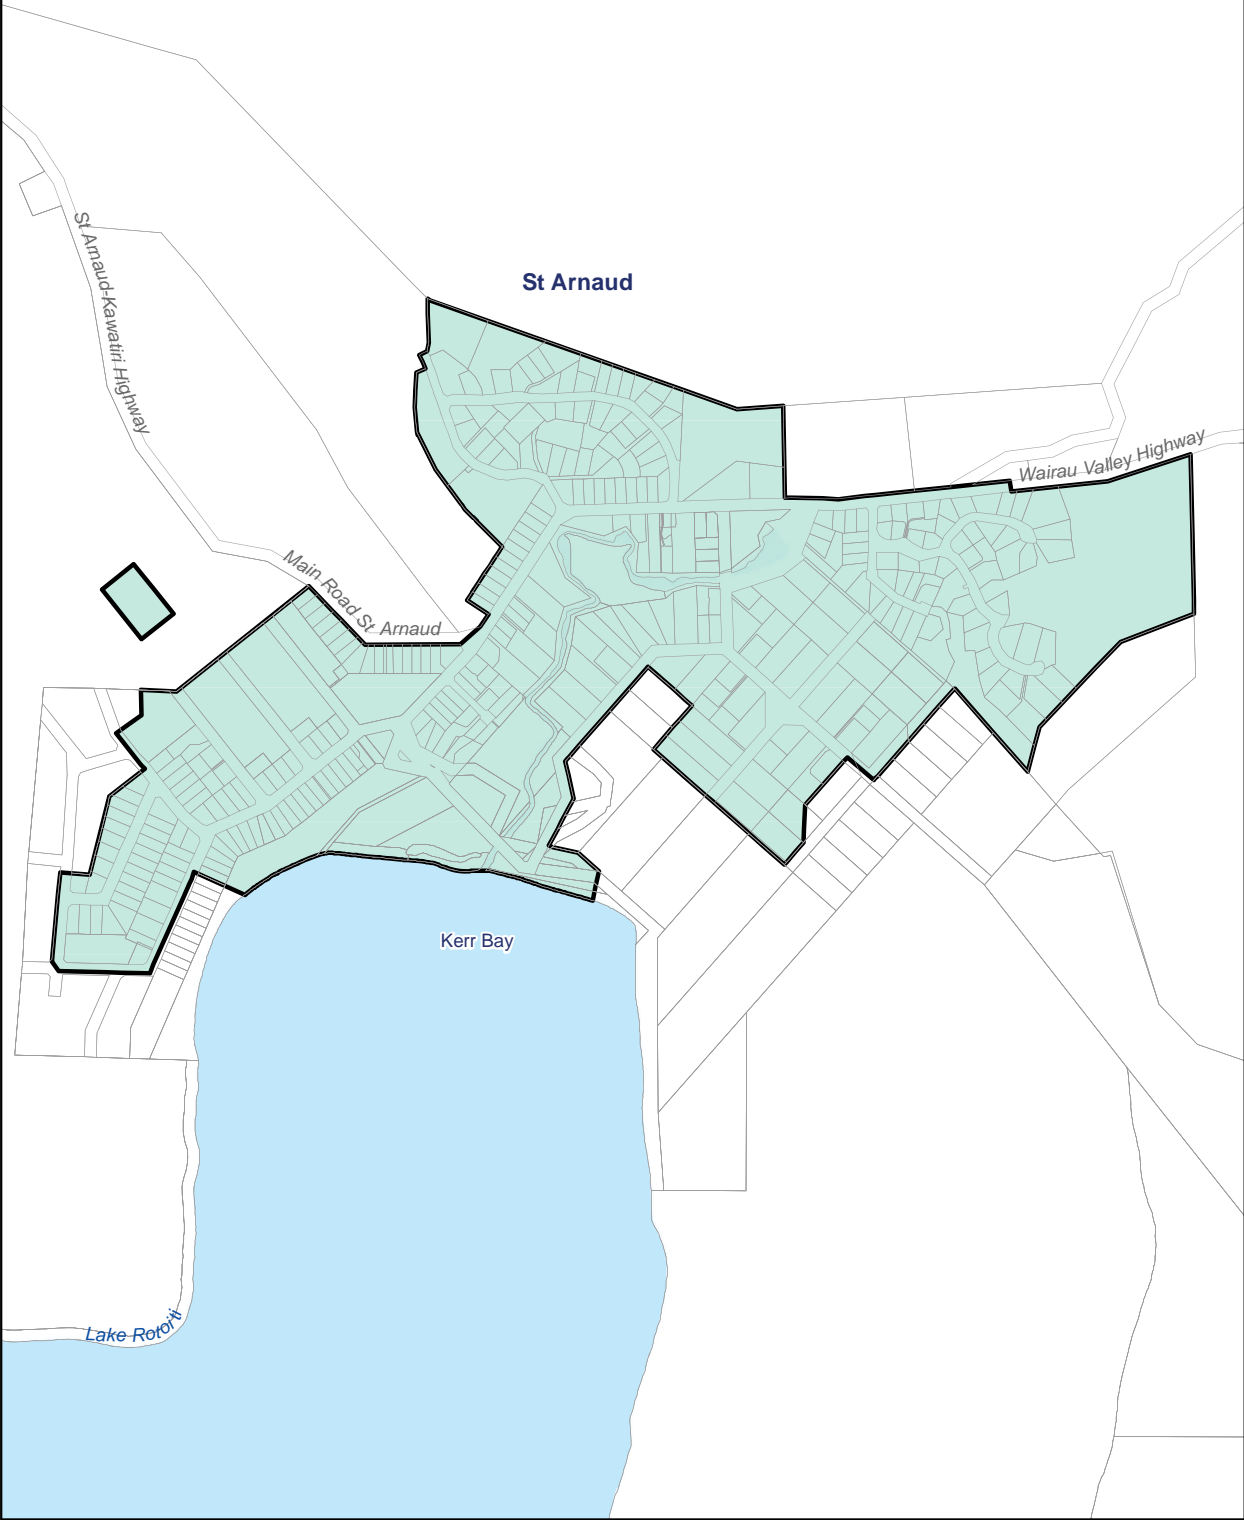 St Arnaud-Kawatiri Highway
St Arnaud
Wairau Valley Highway
Main Road St Arnaud
Kerr Bay
Lake Rotoiti